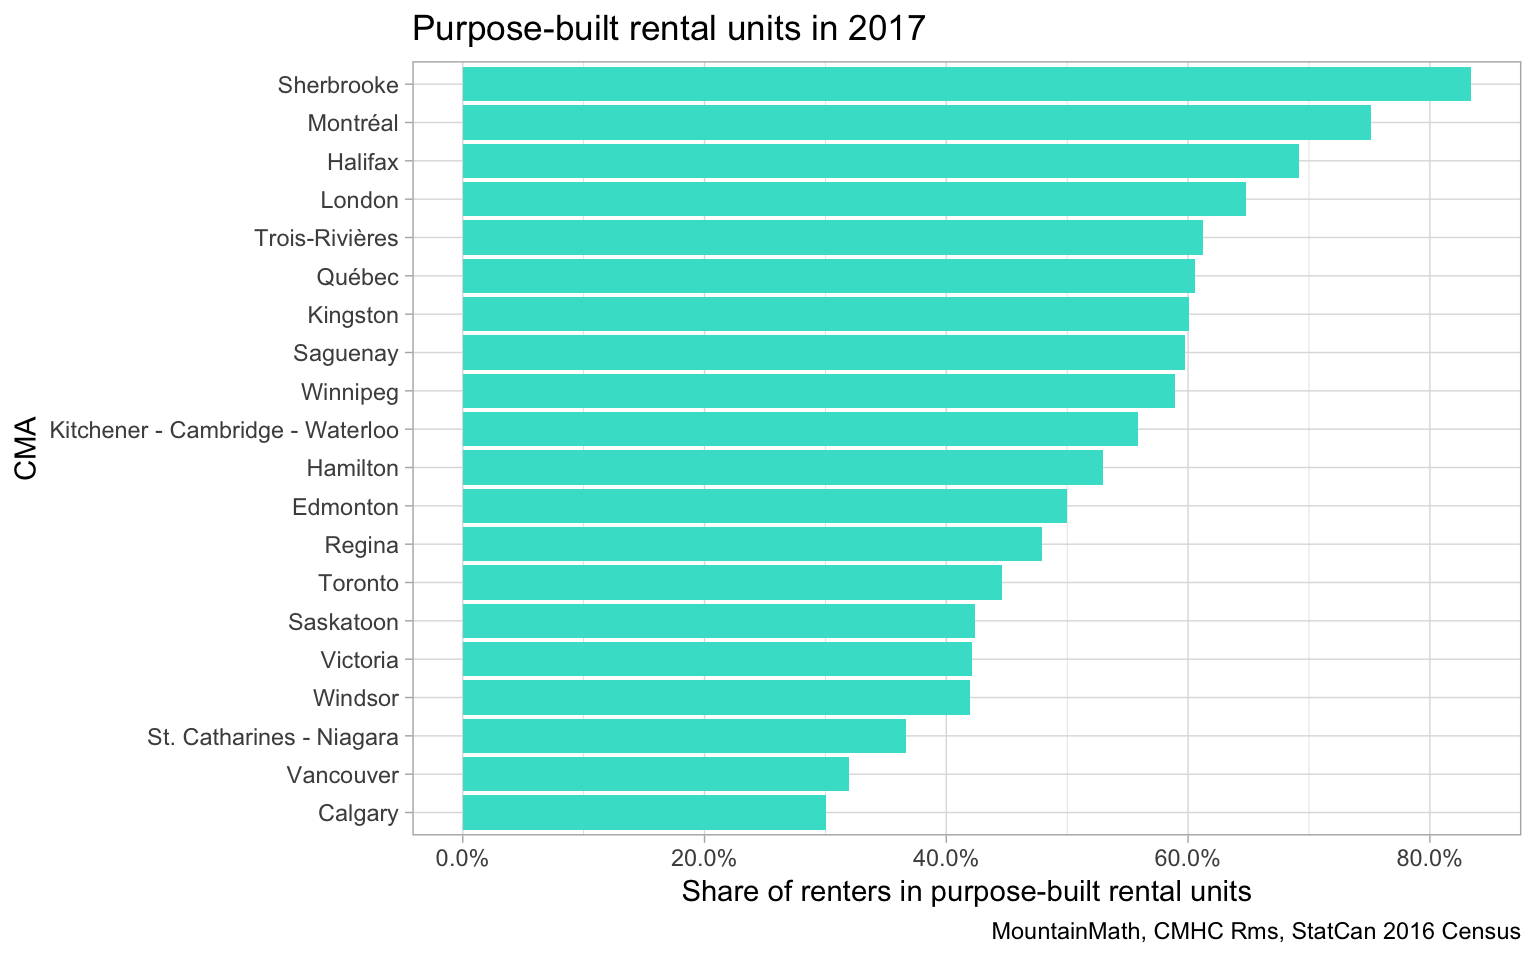 Purpose-built rental units in 2017
Sherbrooke
Montréal
Halifax
London
Trois-Rivières
Québec
Kingston
Saguenay
Winnipeg
Kitchener - Cambridge - Waterloo
Hamilton
Edmonton
Regina
Toronto
Saskatoon
Victoria
Windsor
St. Catharines - Niagara
Vancouver
Calgary
CMA
0.0% 20.0% 40.0% 60.0% 80.0%
Share of renters in purpose-built rental units
MountainMath, CMHC Rms, StatCan 2016 Census